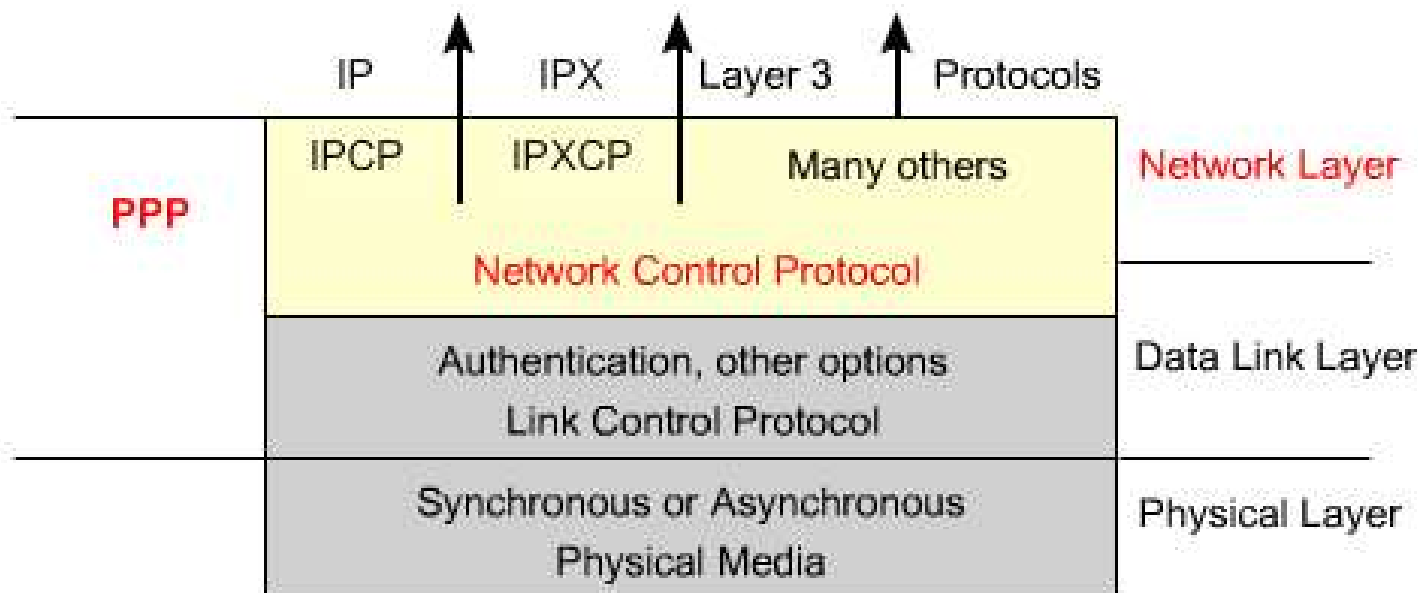 IP IPX Layer 3 Protocols
IPCP IPXCP Many others Network Layer
PPP
Network Control Protocol
Authentication, other options Data Link Layer
Link Control Protocol
Synchronous or Asynchronous Physical Layer
Physical Media